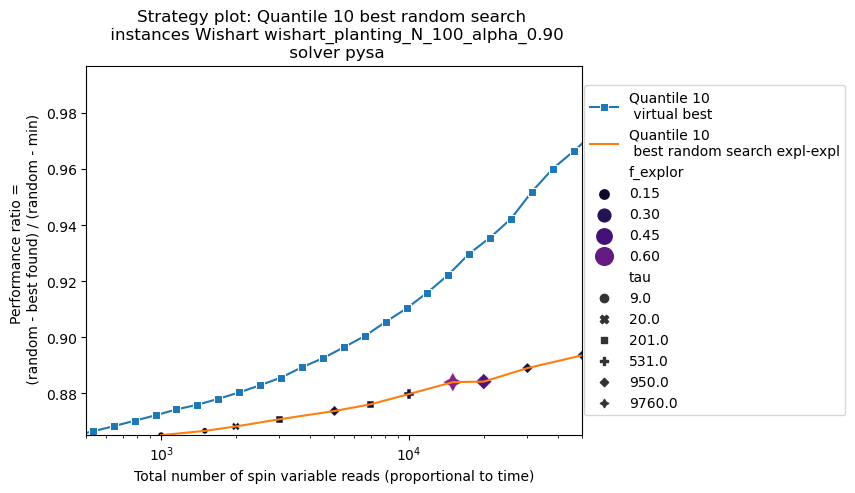 Strategy plot: Quantile 10 best random search
instances Wishart wishart_planting_N_100_alpha_0.90
solver pysa
Performance ratio =
(random - best found) / (random - min)
0.98
0.96
0.94
0.92
0.90
0.88
10³
10⁴
Total number of spin variable reads (proportional to time)
Quantile 10
virtual best
Quantile 10
best random search expl-expl
f_explor
0.15
0.30
0.45
0.60
tau
9.0
20.0
201.0
531.0
950.0
9760.0